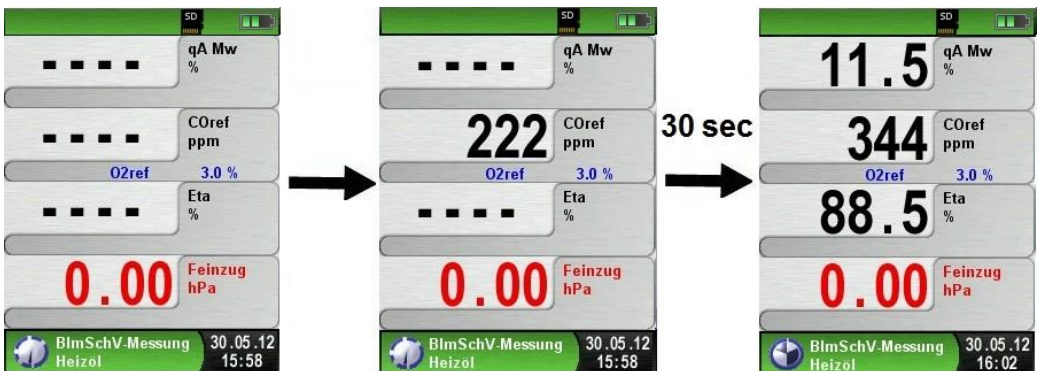 SD
- - - -
qA Mw
%
- - - -
COref
ppm
O2ref 3.0 %
- - - -
Eta
%
0.00
Feinzug
hPa
BImSchV-Messung
Heizöl
30.05.12
15:58
SD
- - - -
qA Mw
%
222
COref
ppm
O2ref 3.0 %
- - - -
Eta
%
0.00
Feinzug
hPa
BImSchV-Messung
Heizöl
30.05.12
15:58
30 sec
SD
11.5
qA Mw
%
344
COref
ppm
O2ref 3.0 %
88.5
Eta
%
0.00
Feinzug
hPa
BImSchV-Messung
Heizöl
30.05.12
16:02